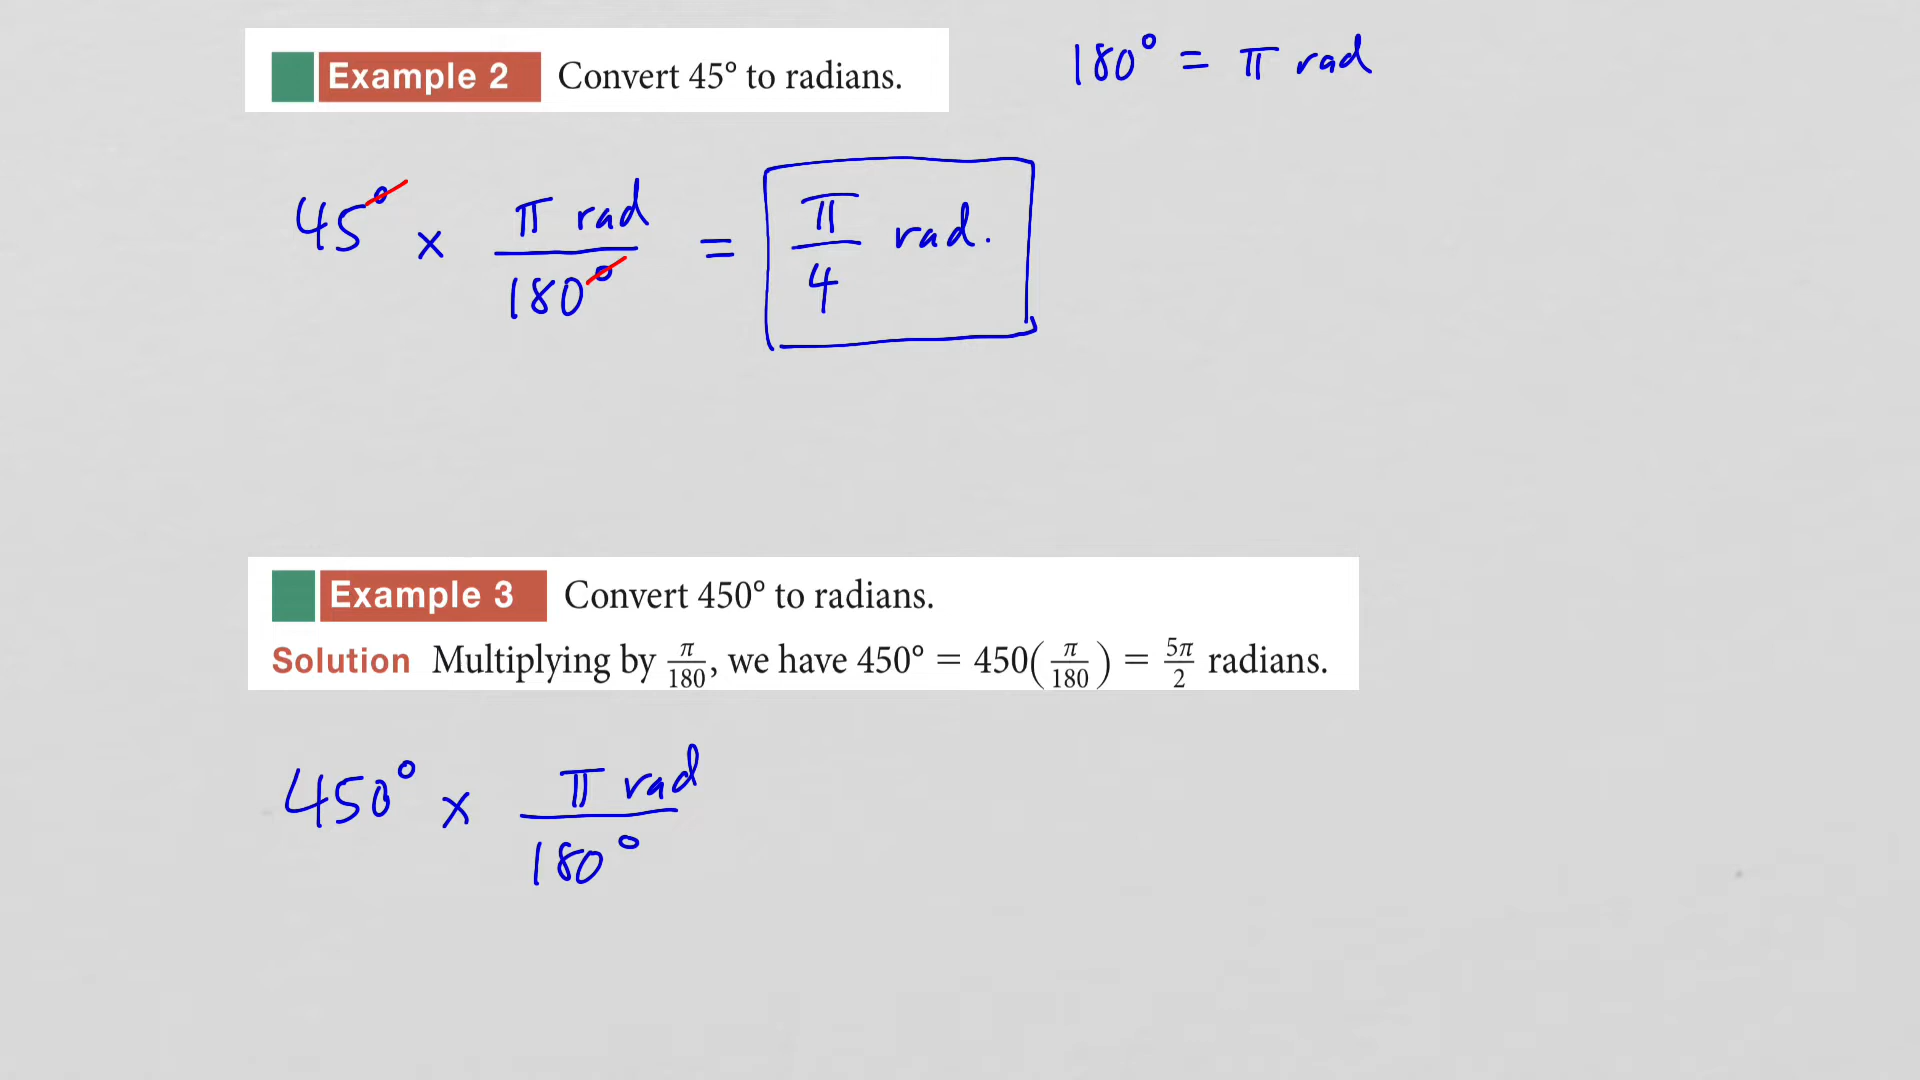 Example 2 Convert 45° to radians.
180° = π rad
45° × π rad / 180° = π/4 rad.
Example 3 Convert 450° to radians.
Solution Multiplying by π/180, we have 450° = 450(π/180) = 5π/2 radians.
450° × π rad / 180°